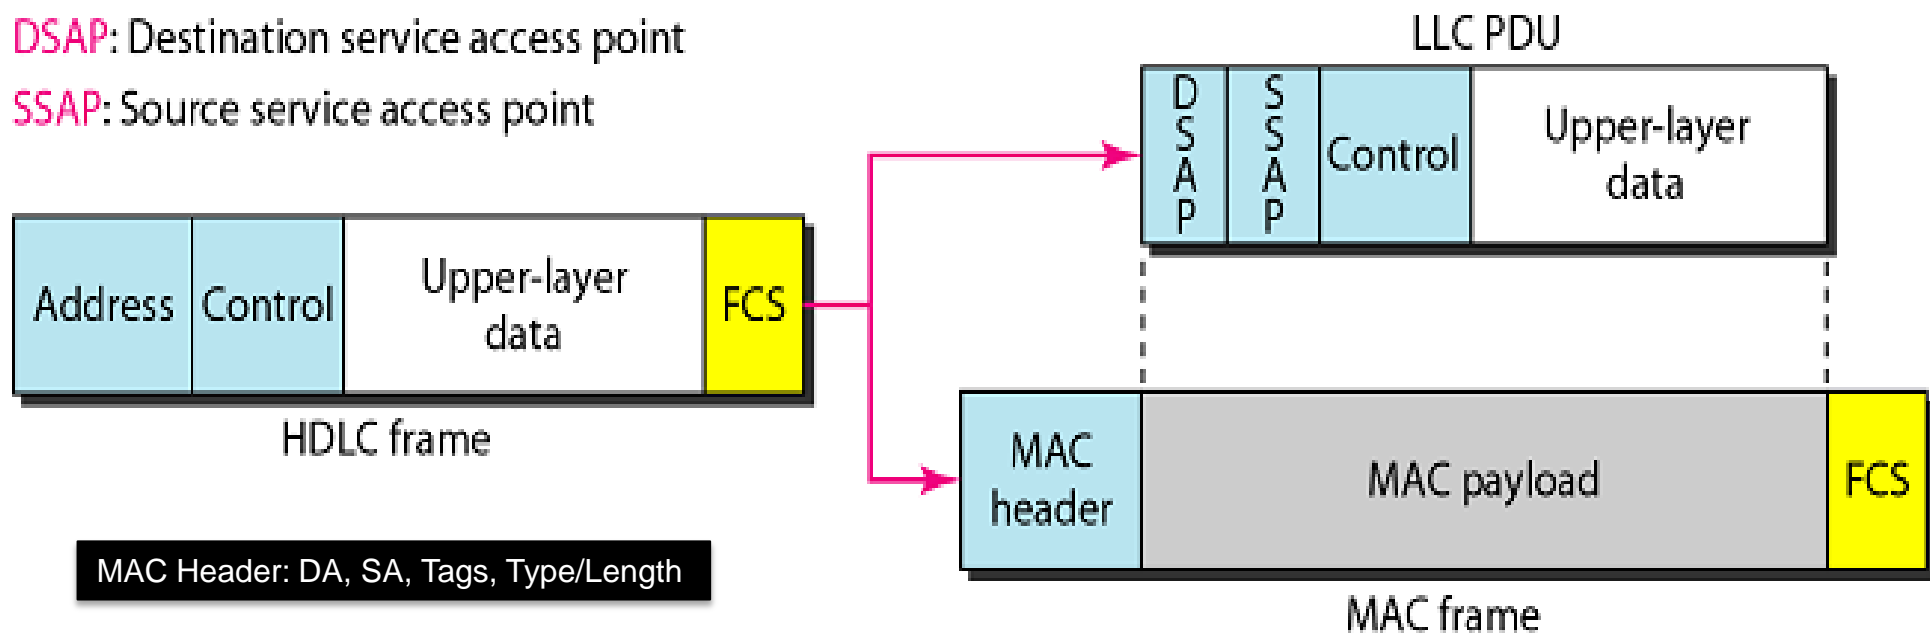 DSAP: Destination service access point
SSAP: Source service access point
LLC PDU
DSAP
SSAP
Control
Upper-layer
data
Address
Control
Upper-layer
data
FCS
HDLC frame
MAC
header
MAC payload
FCS
MAC Header: DA, SA, Tags, Type/Length
MAC frame